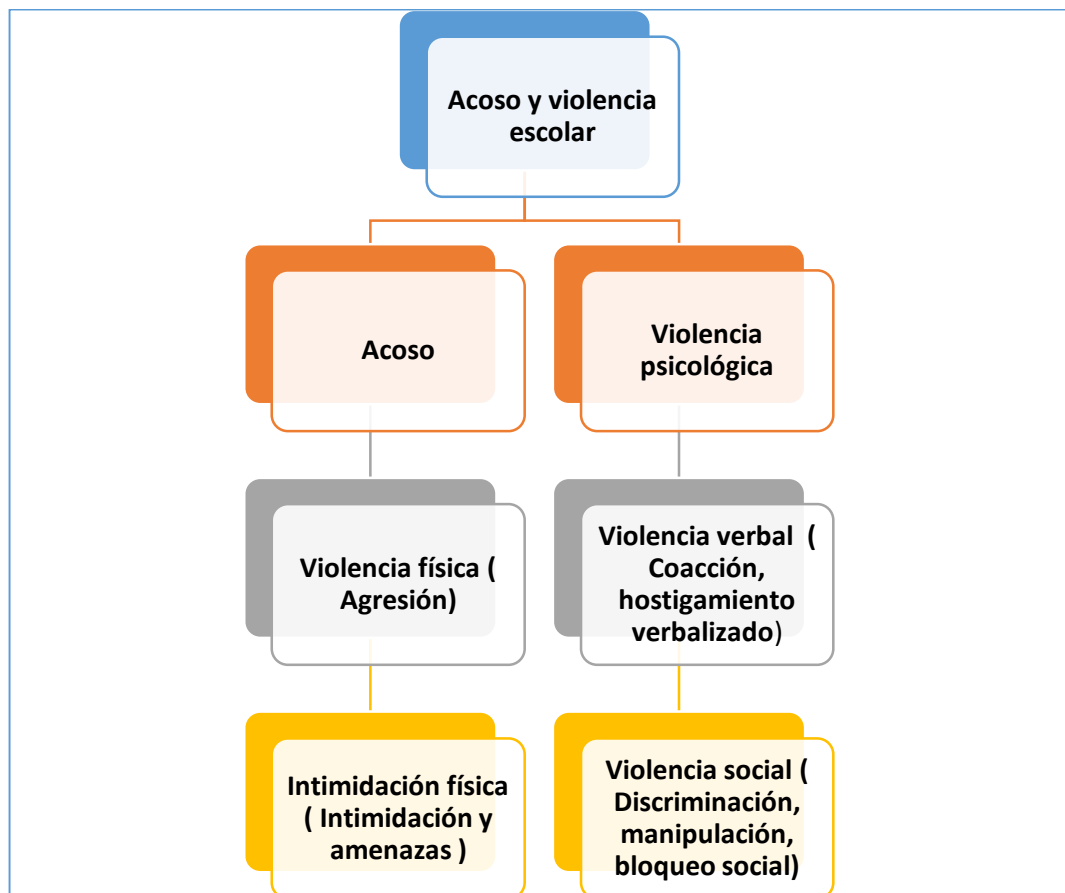 Acoso y violencia
escolar
Acoso
Violencia
psicológica
Violencia física (
Agresión)
Violencia verbal (
Coacción,
hostigamiento
verbalizado)
Intimidación física
( Intimidación y
amenazas )
Violencia social (
Discriminación,
manipulación,
bloqueo social)